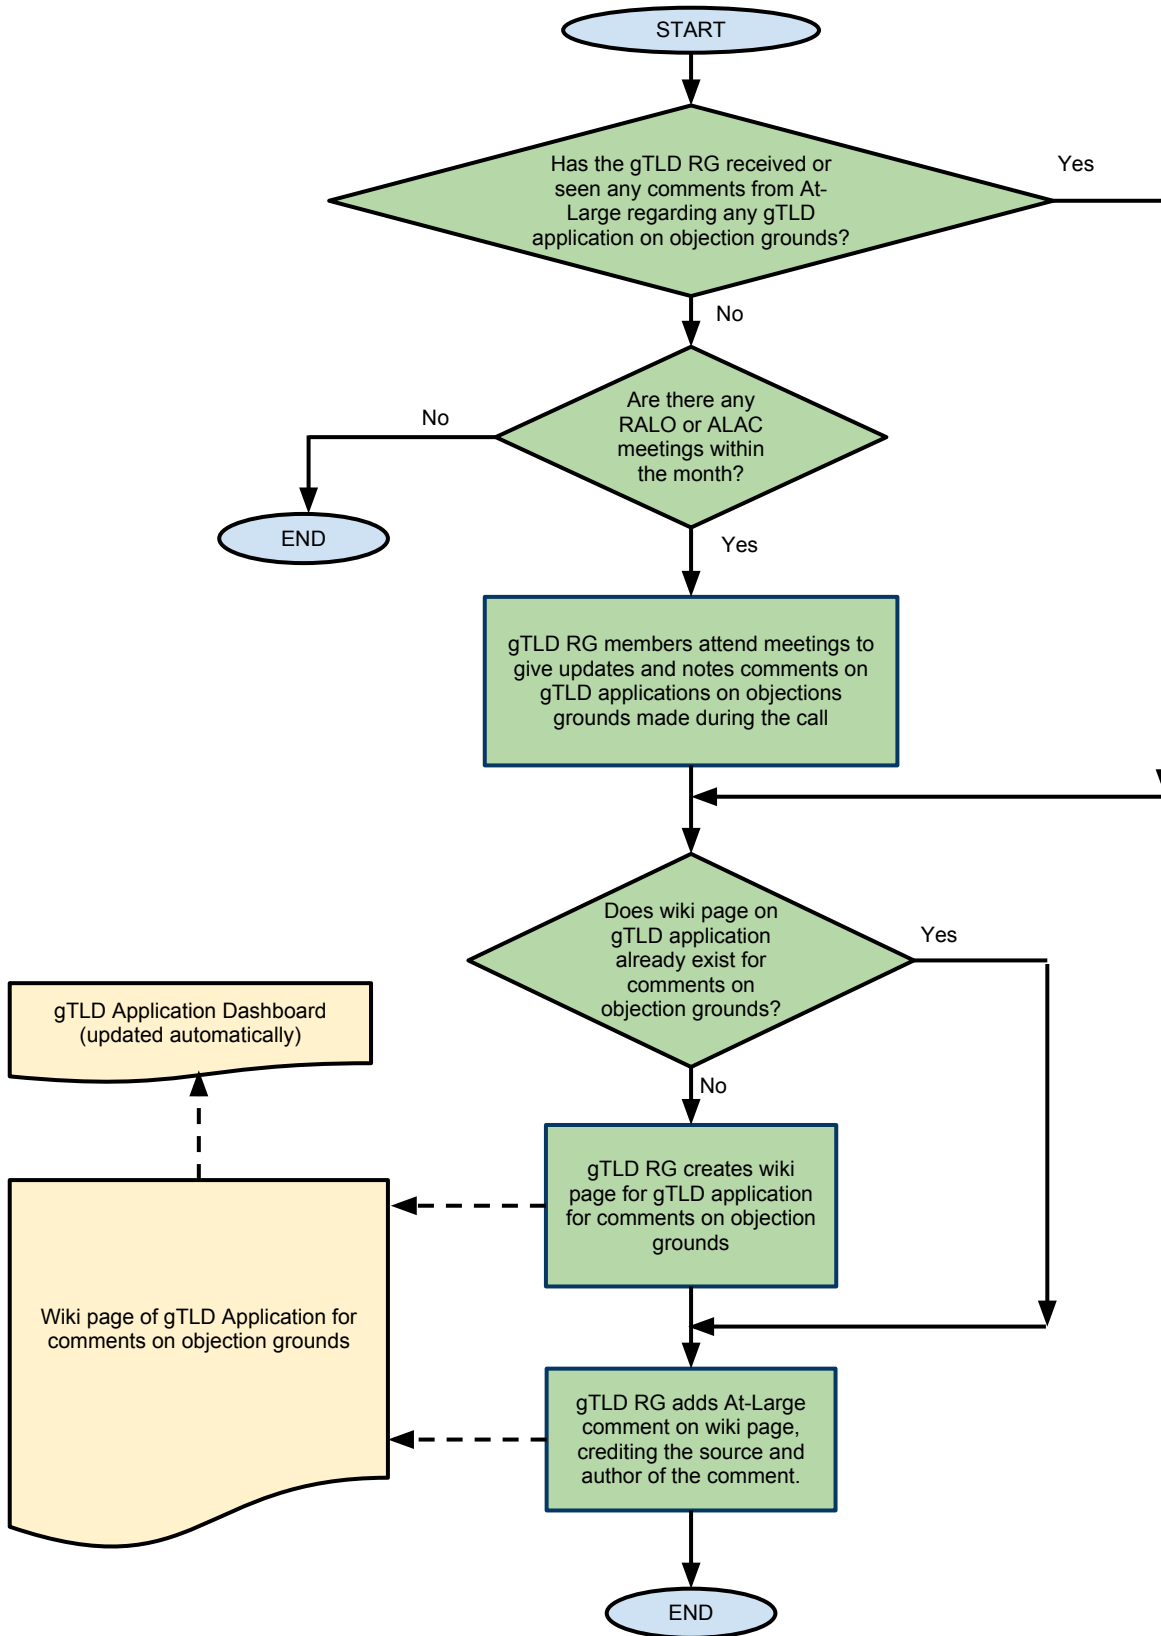 START
Has the gTLD RG received or
seen any comments from At-
Large regarding any gTLD
application on objection grounds?
Yes
No
Are there any
RALO or ALAC
meetings within
the month?
No
END
Yes
gTLD RG members attend meetings to
give updates and notes comments on
gTLD applications on objections
grounds made during the call
Does wiki page on
gTLD application
already exist for
comments on
objection grounds?
Yes
gTLD Application Dashboard
(updated automatically)
No
gTLD RG creates wiki
page for gTLD application
for comments on objection
grounds
Wiki page of gTLD Application for
comments on objection grounds
gTLD RG adds At-Large
comment on wiki page,
crediting the source and
author of the comment.
END